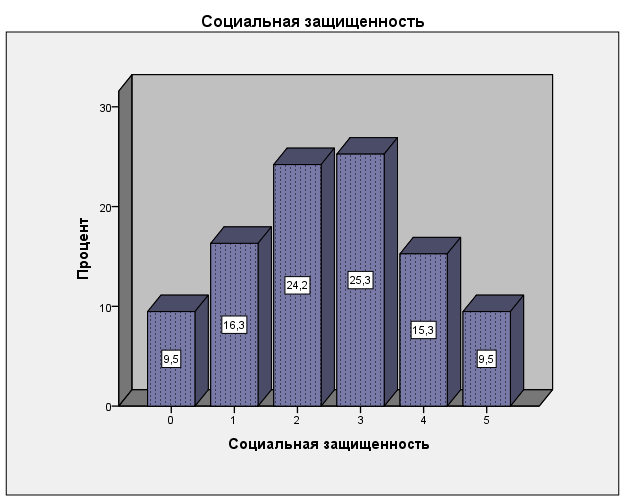 Социальная защищенность
Процент
30
20
10
0
9,5
16,3
24,2
25,3
15,3
9,5
0 1 2 3 4 5
Социальная защищенность